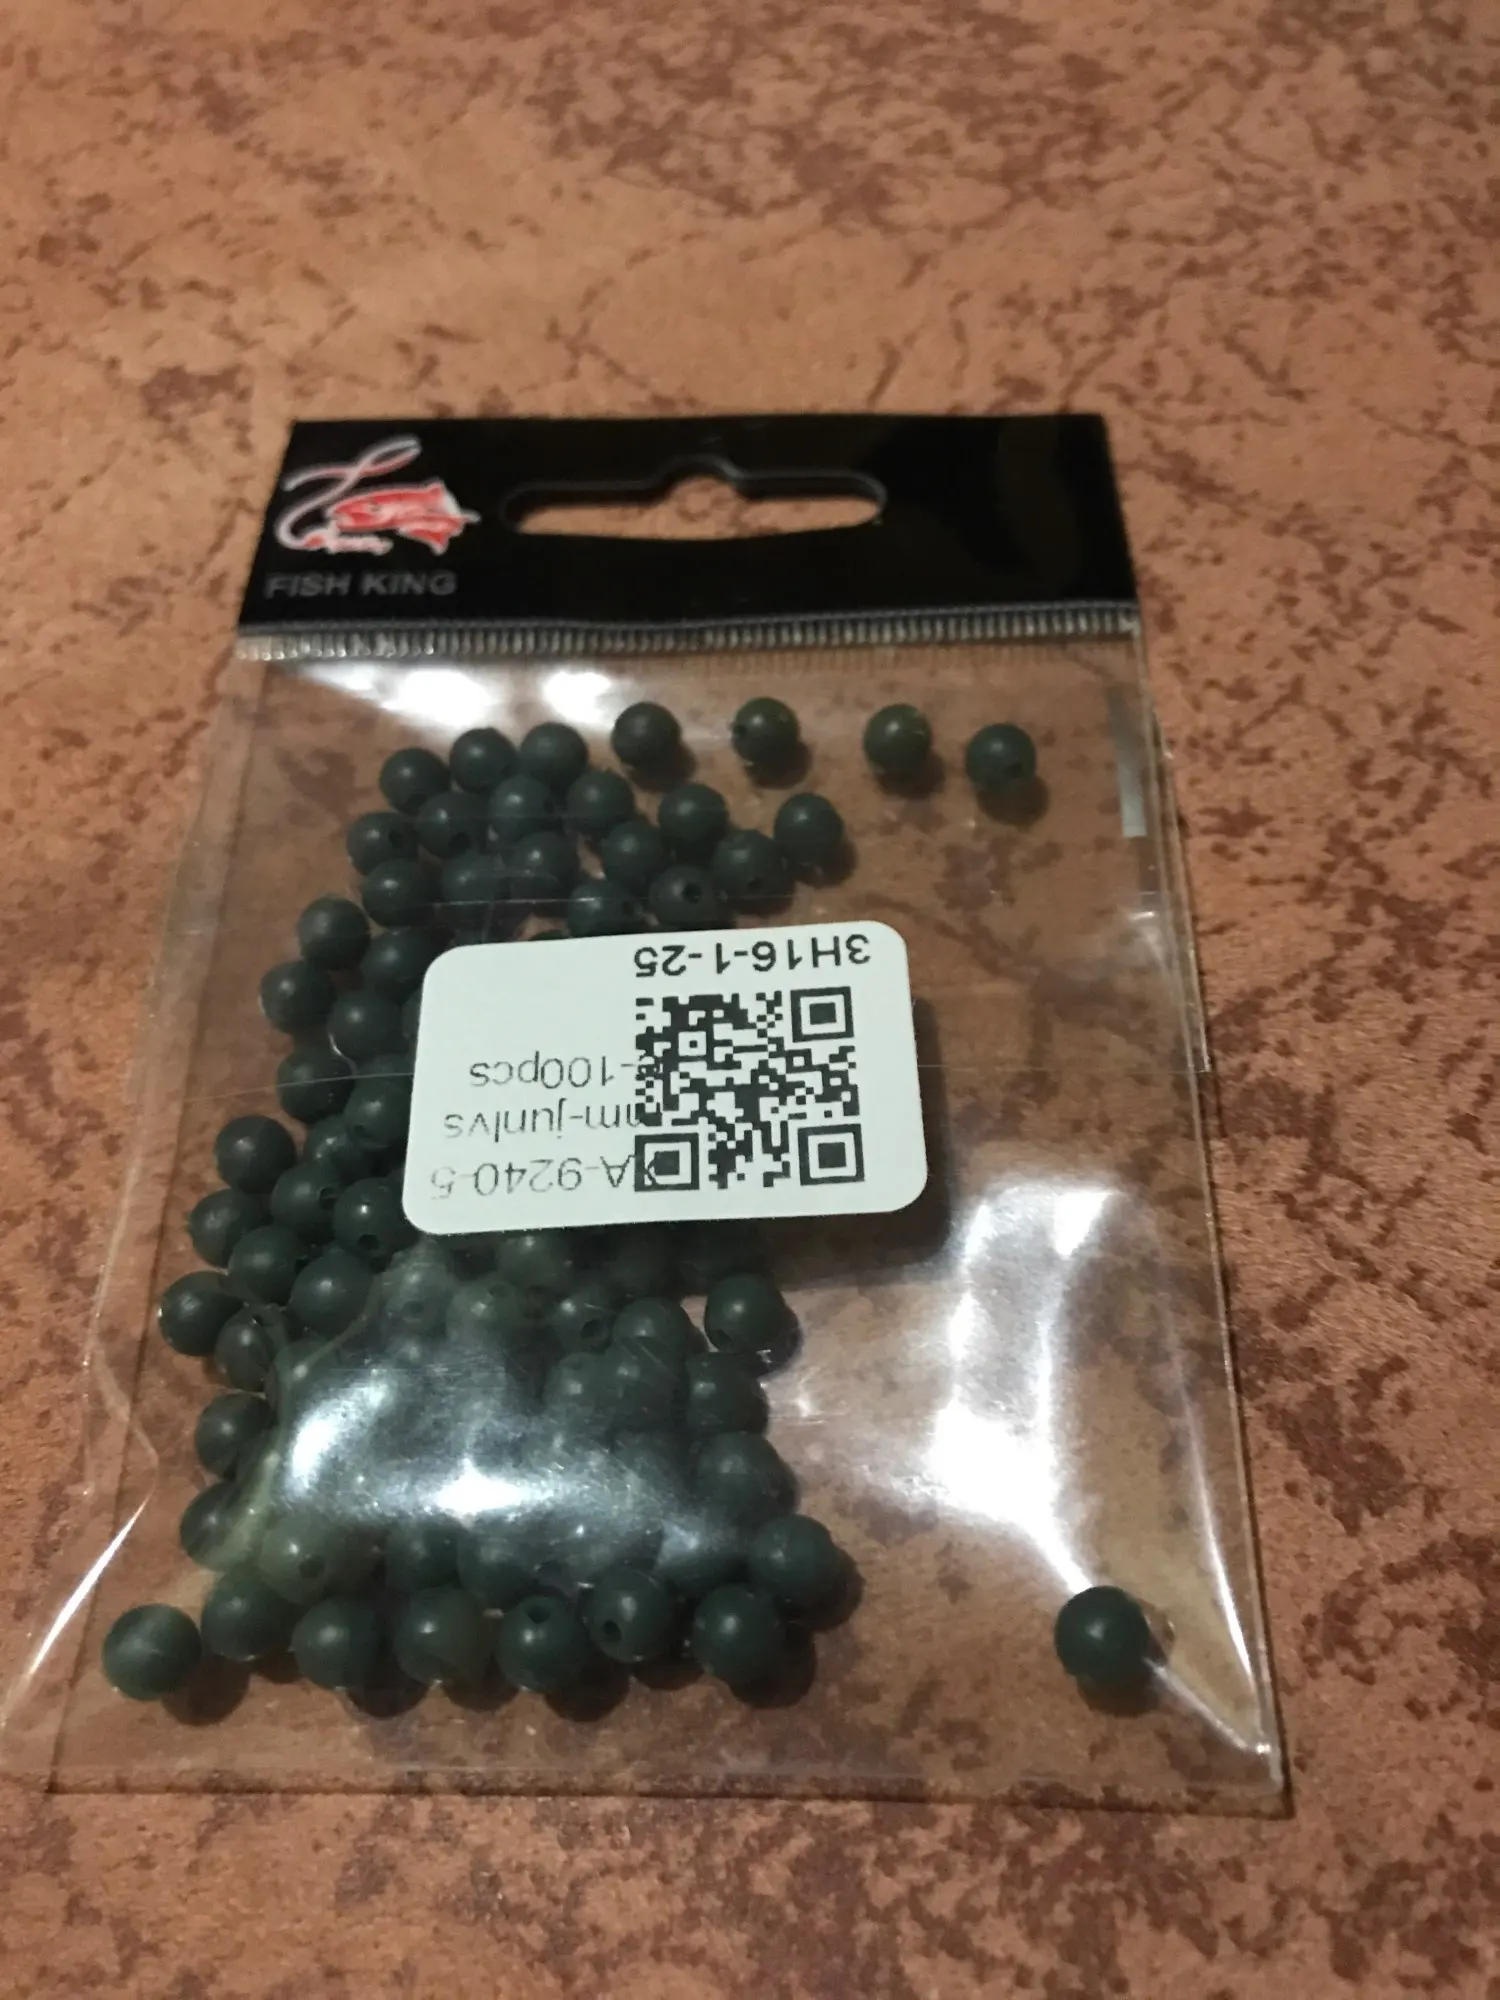 FISH KING
A-9240-5
mm-junlvs
-100pcs
3H16-1-25